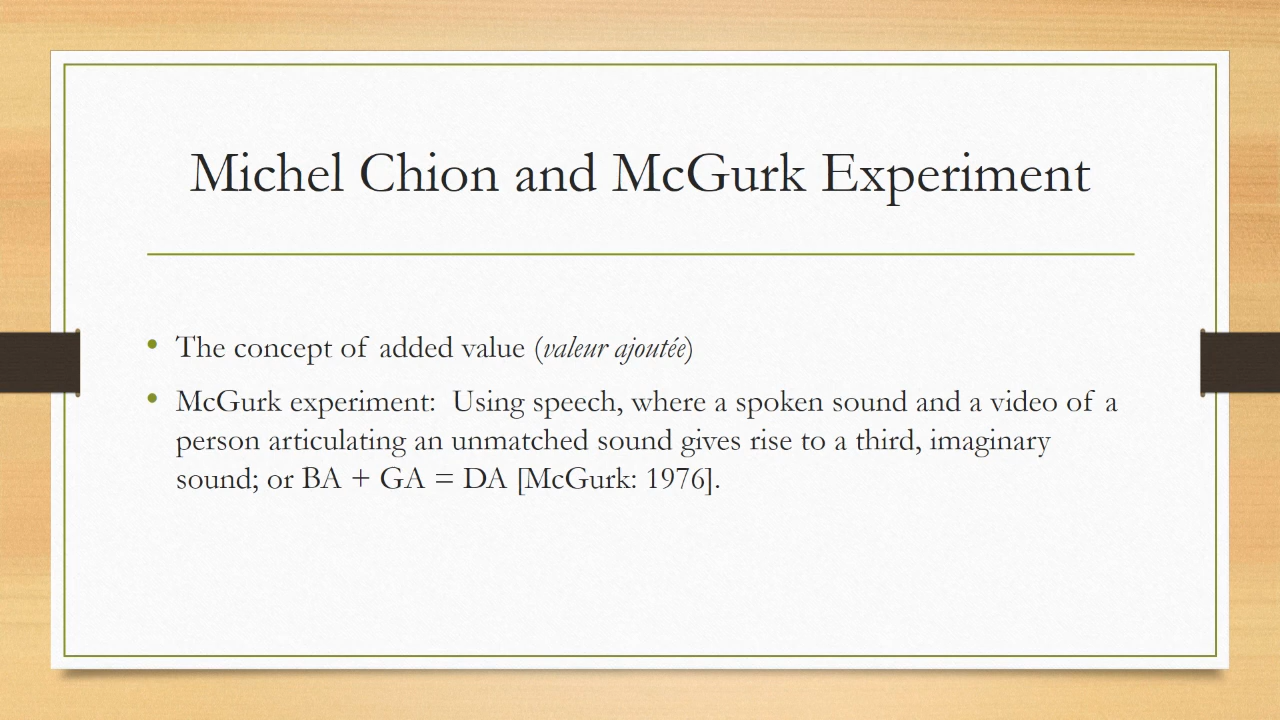 Michel Chion and McGurk Experiment
• The concept of added value (valeur ajoutée)
• McGurk experiment:  Using speech, where a spoken sound and a video of a
person articulating an unmatched sound gives rise to a third, imaginary
sound; or BA + GA = DA [McGurk: 1976].